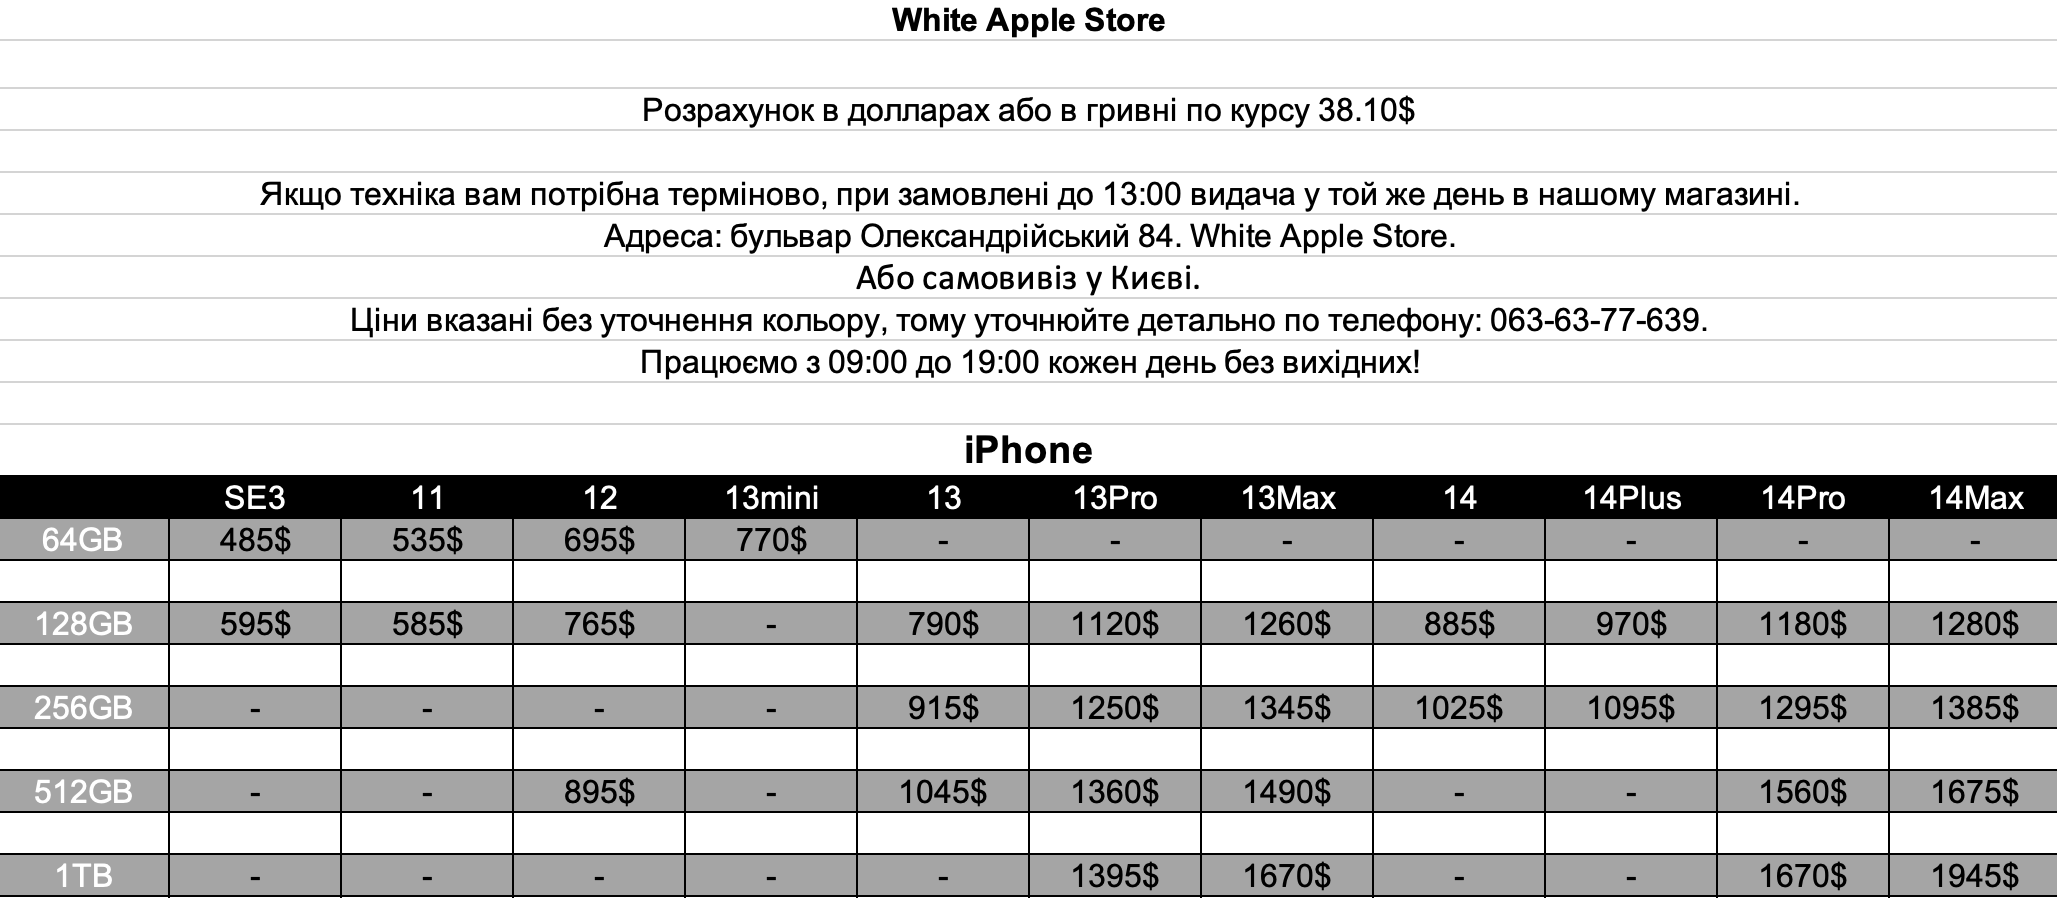 White Apple Store
Розрахунок в долларах або в гривні по курсу 38.10$
Якщо техніка вам потрібна терміново, при замовлені до 13:00 видача у той же день в нашому магазині.
Адреса: бульвар Олександрійський 84. White Apple Store.
Або самовивіз у Києві.
Ціни вказані без уточнення кольору, тому уточнюйте детально по телефону: 063-63-77-639.
Працюємо з 09:00 до 19:00 кожен день без вихідних!
iPhone
SE3 11 12 13mini 13 13Pro 13Max 14 14Plus 14Pro 14Max
64GB 485$ 535$ 695$ 770$ - - - - - - -
128GB 595$ 585$ 765$ - 790$ 1120$ 1260$ 885$ 970$ 1180$ 1280$
256GB - - - - 915$ 1250$ 1345$ 1025$ 1095$ 1295$ 1385$
512GB - - 895$ - 1045$ 1360$ 1490$ - - 1560$ 1675$
1TB - - - - - 1395$ 1670$ - - 1670$ 1945$